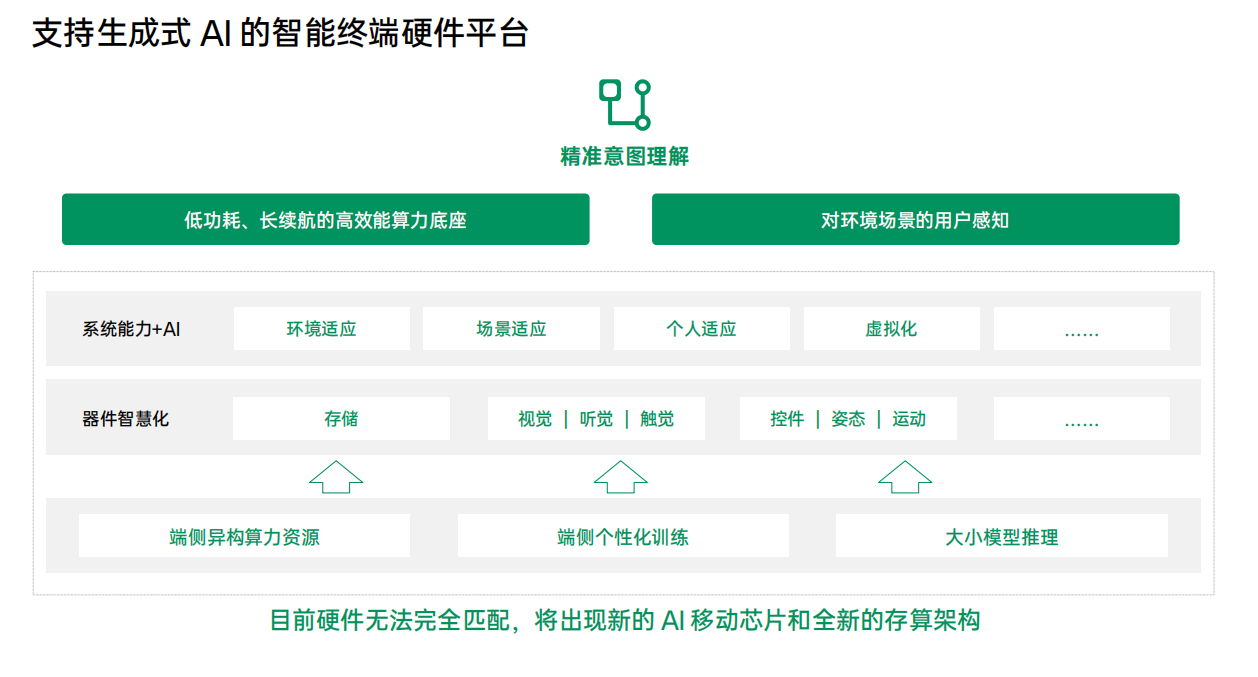 支持生成式 AI 的智能终端硬件平台
精准意图理解
低功耗、长续航的高效能算力底座
对环境场景的用户感知
系统能力+AI
环境适应
场景适应
个人适应
虚拟化
……
器件智慧化
存储
视觉 | 听觉 | 触觉
控件 | 姿态 | 运动
……
端侧异构算力资源
端侧个性化训练
大小模型推理
目前硬件无法完全匹配，将出现新的 AI 移动芯片和全新的存算架构